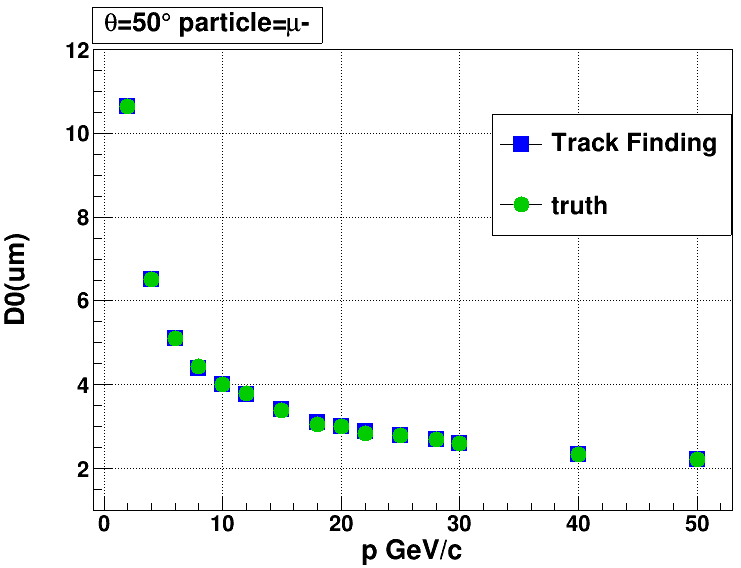 θ=50° particle=μ-
12
10
8
6
4
2
D0(um)
Track Finding
truth
0 10 20 30 40 50
p GeV/c